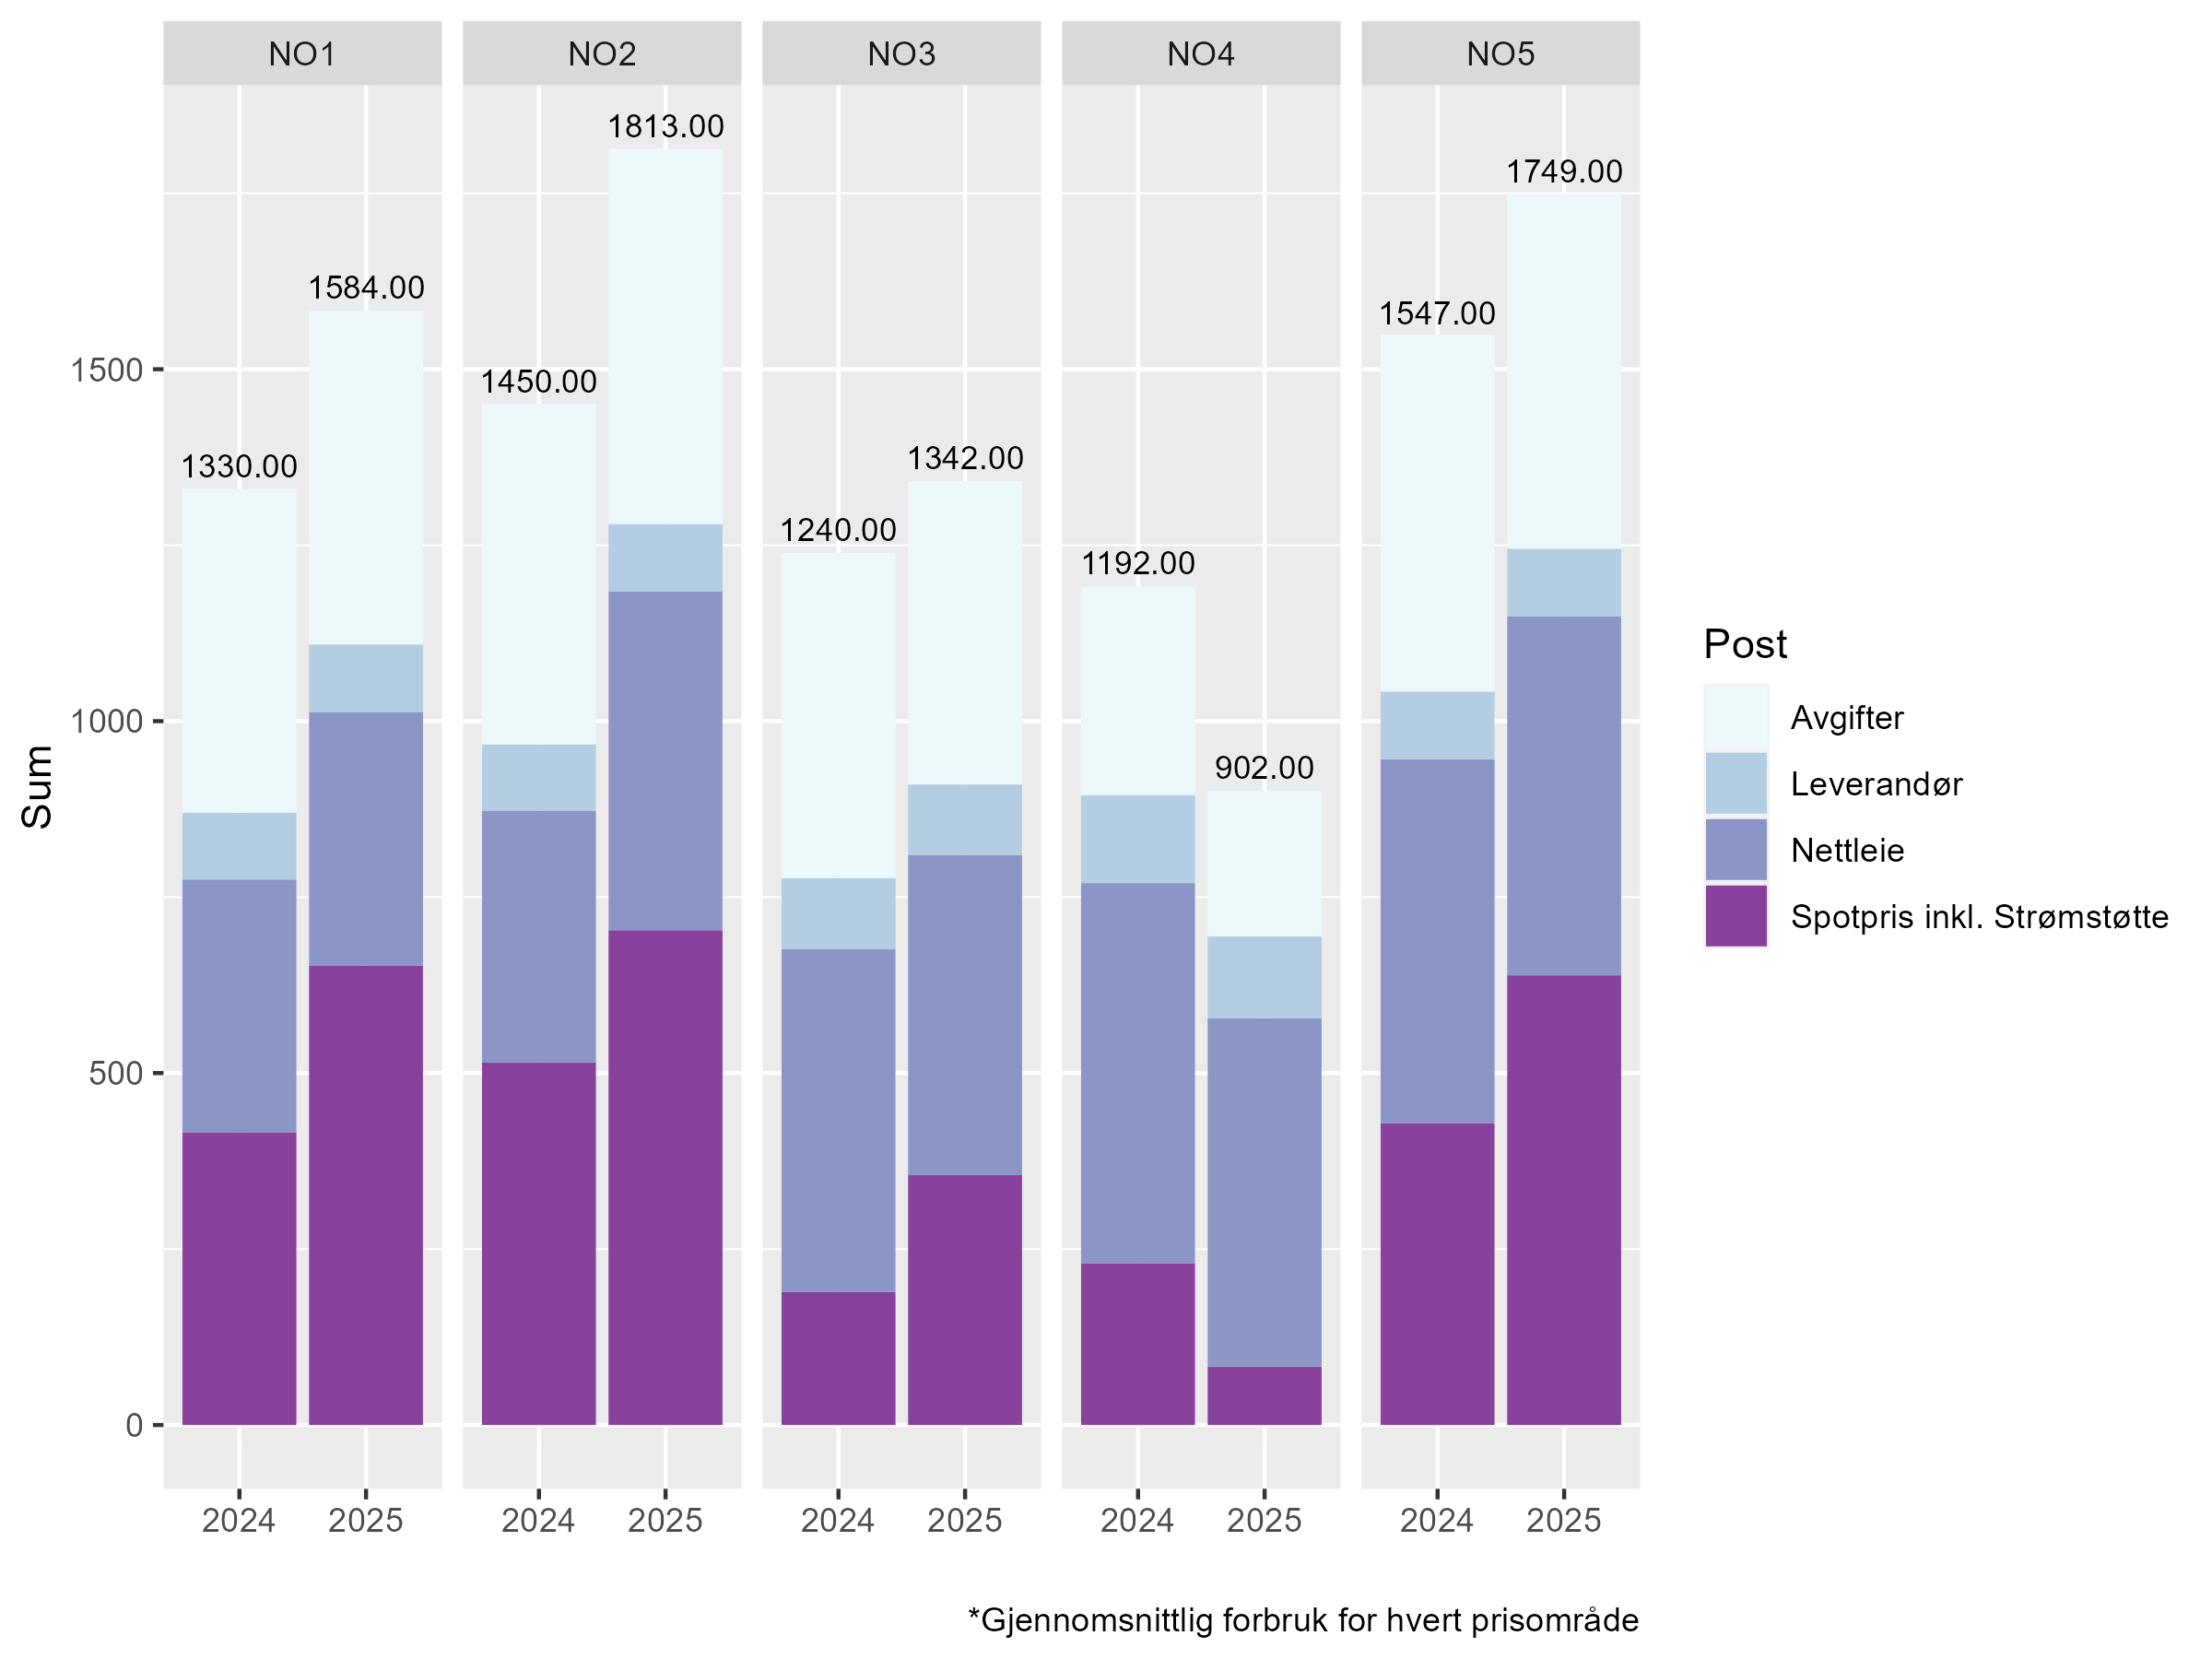 NO1 NO2 NO3 NO4 NO5
1813.00
1749.00
1584.00
1547.00
1500
1450.00
1330.00
1342.00
1240.00
1192.00
1000
902.00
500
0
Sum
2024 2025 2024 2025 2024 2025 2024 2025 2024 2025
Post
Avgifter
Leverandør
Nettleie
Spotpris inkl. Strømstøtte
*Gjennomsnittlig forbruk for hvert prisområde